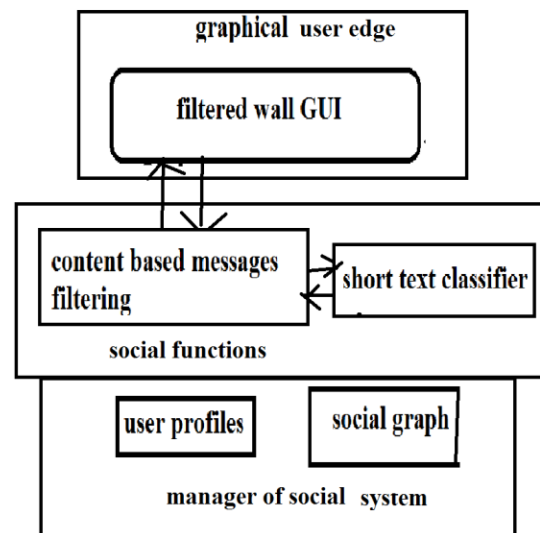 graphical user edge
filtered wall GUI
content based messages
filtering
short text classifier
social functions
user profiles
social graph
manager of social system